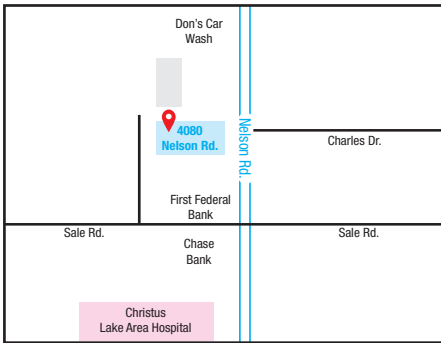 Don's Car
Wash
4080
Nelson Rd.
Nelson Rd.
Charles Dr.
First Federal
Bank
Sale Rd.
Chase
Bank
Sale Rd.
Christus
Lake Area Hospital